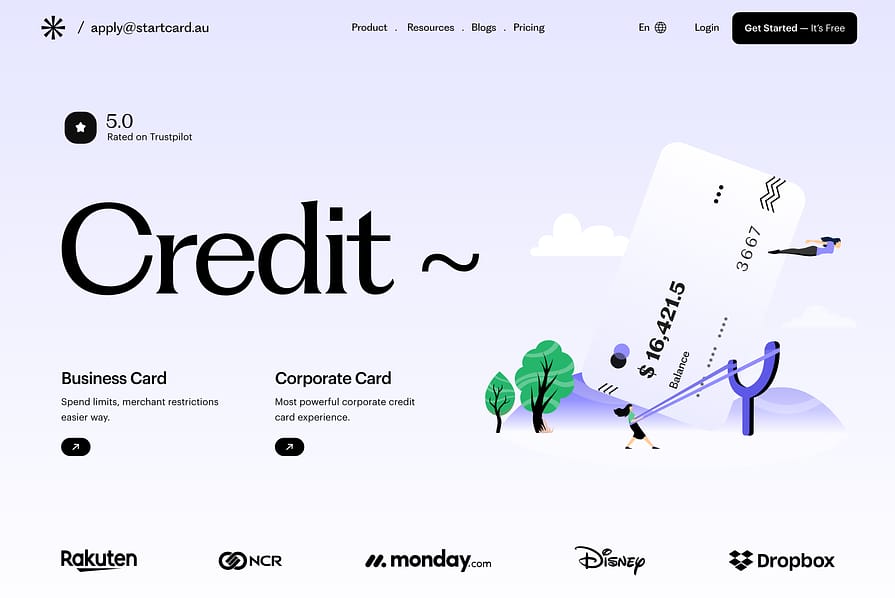 / apply@startcard.au
Product . Resources . Blogs . Pricing
En
Login
Get Started — It's Free
5.0
Rated on Trustpilot
Credit ~
Business Card
Spend limits, merchant restrictions
easier way.
Corporate Card
Most powerful corporate credit
card experience.
3667
$ 16,421.5
Balance
Rakuten
NCR
monday.com
Disney
Dropbox